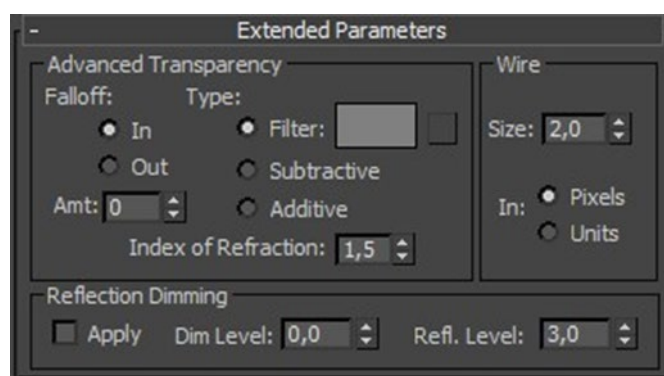 - Extended Parameters
Advanced Transparency
Falloff: Type:
In
Filter:
Out
Subtractive
Amt: 0
Additive
Index of Refraction: 1,5
Wire
Size: 2,0
In: Pixels
Units
Reflection Dimming
Apply Dim Level: 0,0 Refl. Level: 3,0